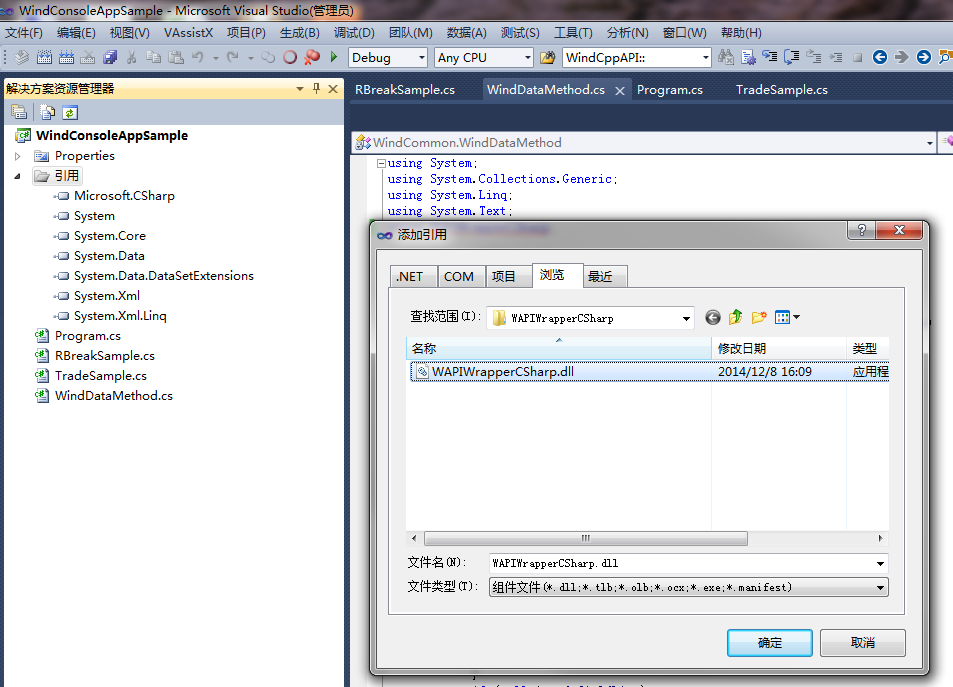 WindConsoleAppSample - Microsoft Visual Studio(管理员)
文件(F) 编辑(E) 视图(V) VAssistX 项目(P) 生成(B) 调试(D) 团队(M) 数据(A) 测试(S) 工具(T) 分析(N) 窗口(W) 帮助(H)
Debug Any CPU WindCppAPI::
解决方案资源管理器
RBreakSample.cs WindDataMethod.cs Program.cs TradeSample.cs
WindConsoleAppSample
WindCommon.WindDataMethod
Properties
引用
Microsoft.CSharp
System
System.Core
System.Data
System.Data.DataSetExtensions
System.Xml
System.Xml.Linq
Program.cs
RBreakSample.cs
TradeSample.cs
WindDataMethod.cs
using System;
using System.Collections.Generic;
using System.Linq;
using System.Text;
添加引用
.NET COM 项目 浏览 最近
查找范围(I): WAPIWrapperCSharp
名称 修改日期 类型
WAPIWrapperCSharp.dll 2014/12/8 16:09 应用程
文件名(N): WAPIWrapperCSharp.dll
文件类型(T): 组件文件(*.dll;*.tlb;*.olb;*.ocx;*.exe;*.manifest)
确定 取消